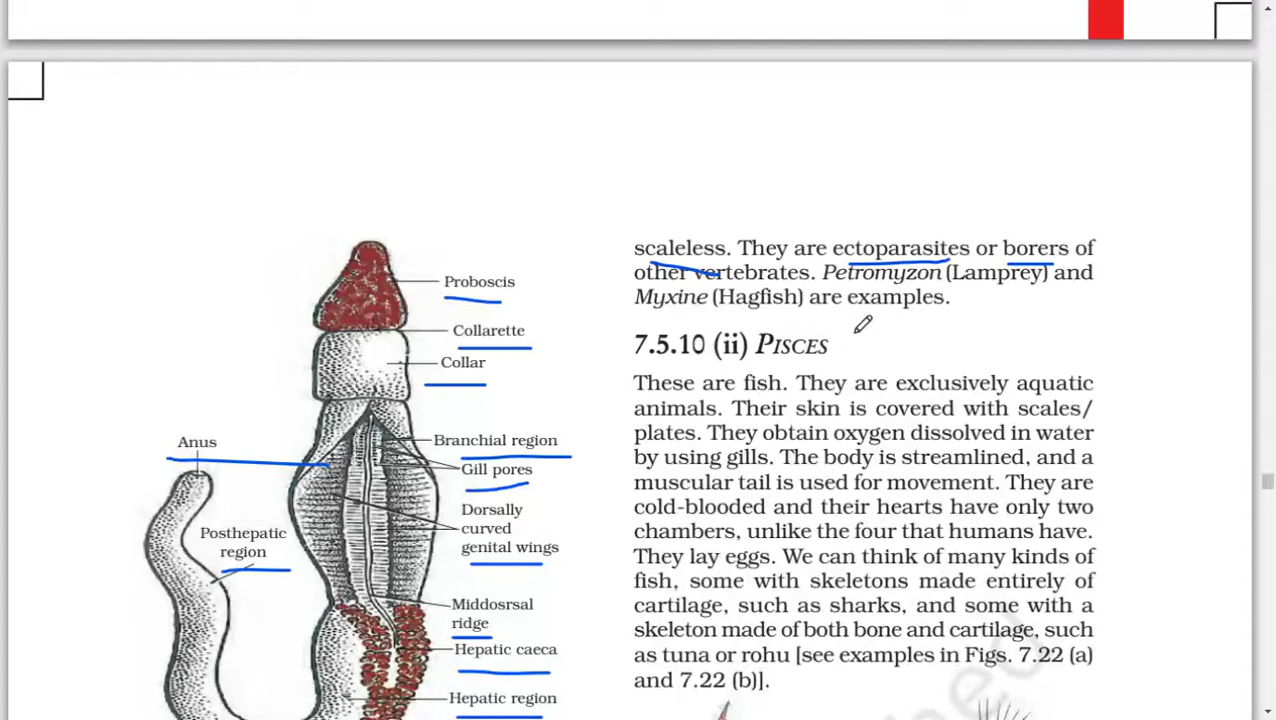 Proboscis
Collarette
Collar
Anus
Branchial region
Gill pores
Dorsally
curved
genital wings
Posthepatic
region
Middosrsal
ridge
Hepatic caeca
Hepatic region
scaleless. They are ectoparasites or borers of
other vertebrates. Petromyzon (Lamprey) and
Myxine (Hagfish) are examples.
7.5.10 (ii) PISCES
These are fish. They are exclusively aquatic
animals. Their skin is covered with scales/
plates. They obtain oxygen dissolved in water
by using gills. The body is streamlined, and a
muscular tail is used for movement. They are
cold-blooded and their hearts have only two
chambers, unlike the four that humans have.
They lay eggs. We can think of many kinds of
fish, some with skeletons made entirely of
cartilage, such as sharks, and some with a
skeleton made of both bone and cartilage, such
as tuna or rohu [see examples in Figs. 7.22 (a)
and 7.22 (b)].